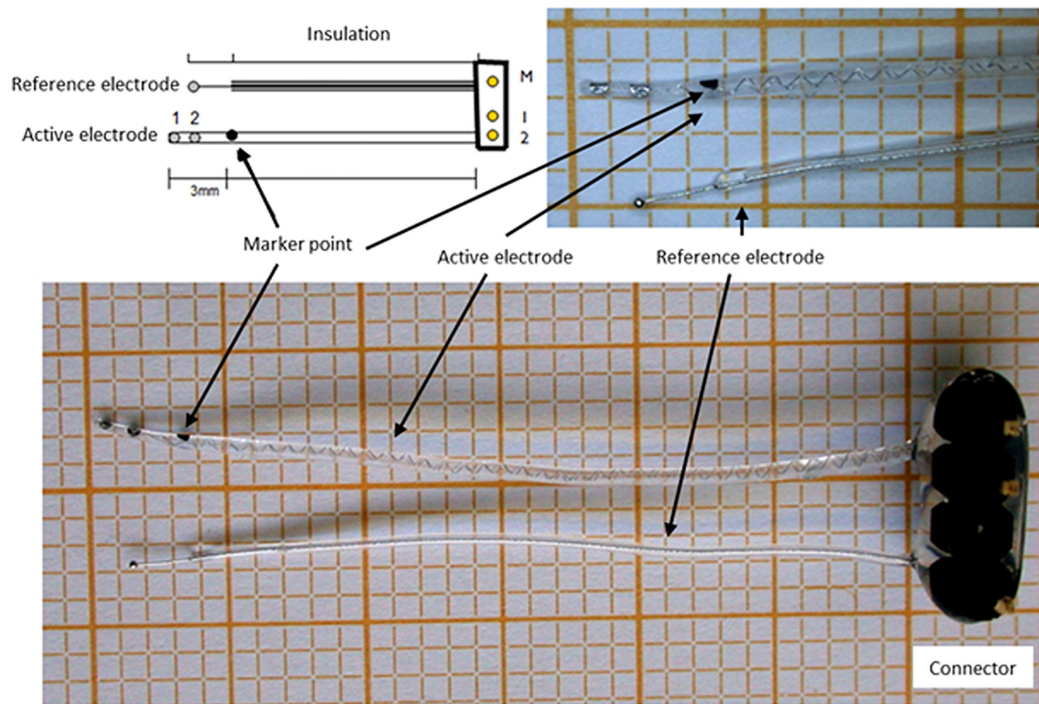 Insulation
Reference electrode
M
Active electrode
1 2
1
2
3mm
Marker point
Active electrode
Reference electrode
Connector